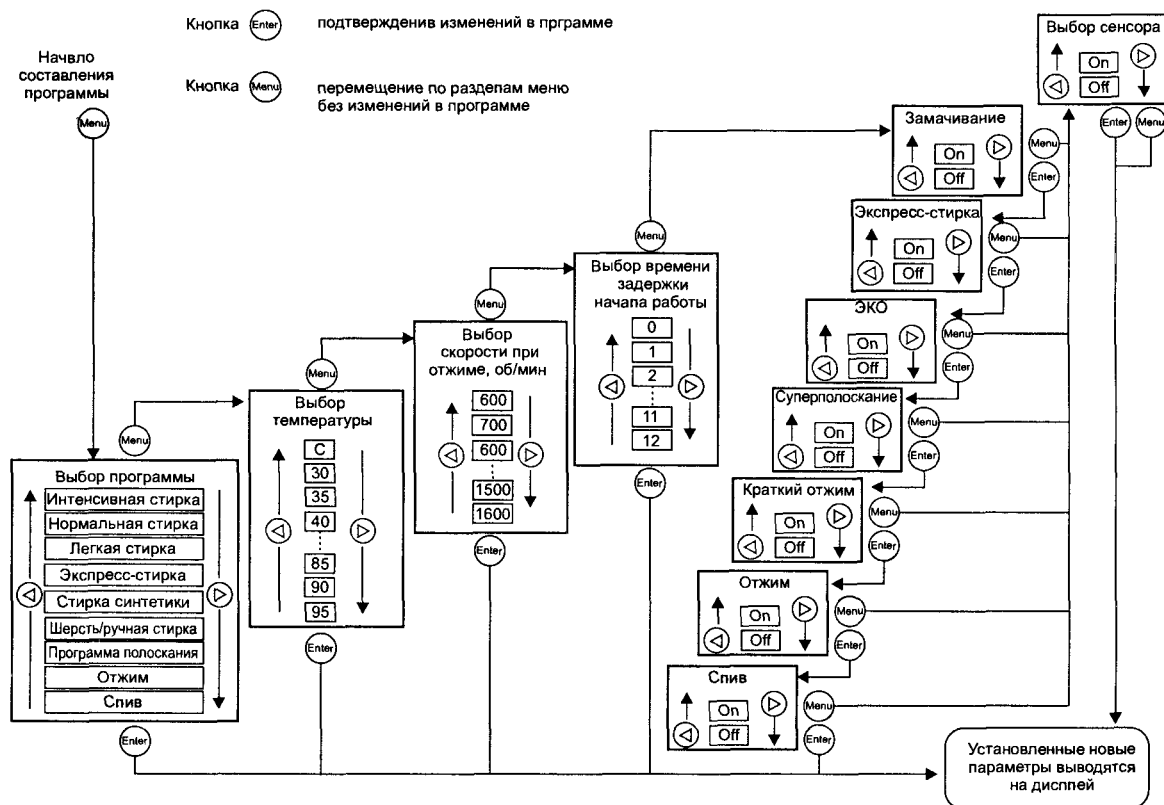 Кнопка Enter подтверждение изменений в прграмме
Кнопка Menu перемещение по разделам меню
без изменений в программе
Начвло
составления
программы
Menu
Выбор программы
Интенсивная стирка
Нормальная стирка
Легкая стирка
Экспресс-стирка
Стирка синтетики
Шерсть/ручная стирка
Программа полоскания
Отжим
Спив
Enter
Menu
Выбор
температуры
C
30
35
40
85
90
95
Enter
Menu
Выбор
скорости при
отжиме, об/мин
600
700
600
1500
1600
Enter
Menu
Выбор времени
задержки
начапа работы
0
1
2
11
12
Enter
Menu
Замачивание
On
Off
Menu
Enter
Экспресс-стирка
On
Off
Menu
Enter
ЭКО
On
Off
Menu
Enter
Суперполоскание
On
Off
Menu
Enter
Краткий отжим
On
Off
Menu
Enter
Отжим
On
Off
Menu
Enter
Спив
On
Off
Menu
Enter
Выбор сенсора
On
Off
Enter
Menu
Установленные новые
параметры выводятся
на дисппей